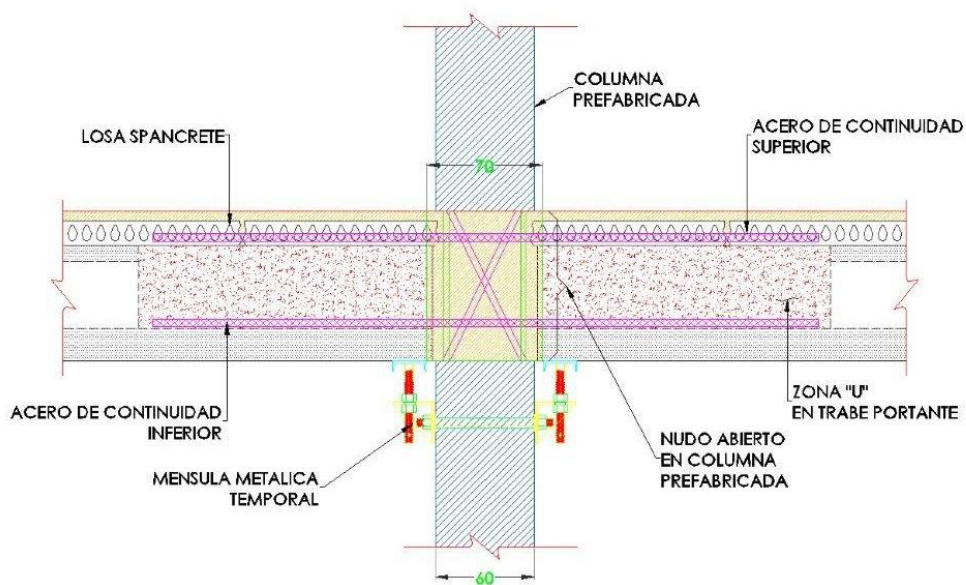 COLUMNA
PREFABRICADA
LOSA SPANCRETE
ACERO DE CONTINUIDAD
SUPERIOR
70
ACERO DE CONTINUIDAD
INFERIOR
ZONA "U"
EN TRABE PORTANTE
NUDO ABIERTO
EN COLUMNA
PREFABRICADA
MENSULA METALICA
TEMPORAL
60